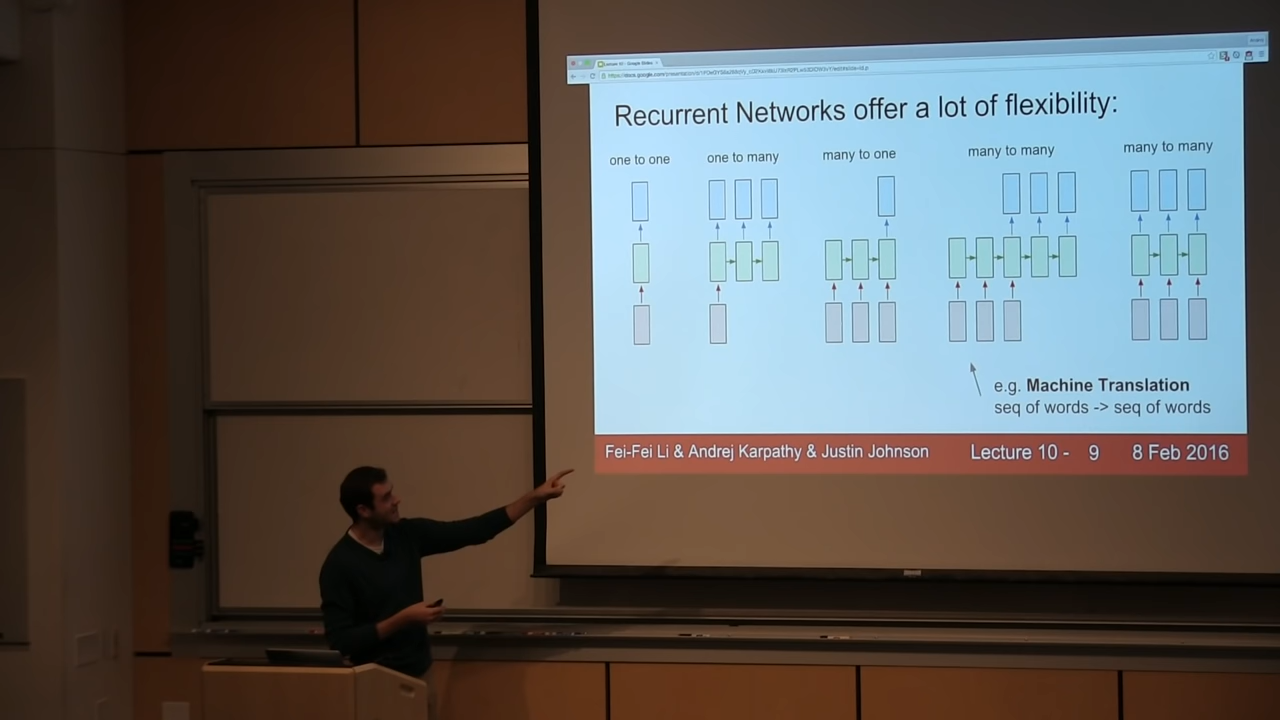 Recurrent Networks offer a lot of flexibility:
one to one
one to many
many to one
many to many
many to many
e.g. Machine Translation
seq of words -> seq of words
Fei-Fei Li & Andrej Karpathy & Justin Johnson
Lecture 10 - 9
8 Feb 2016